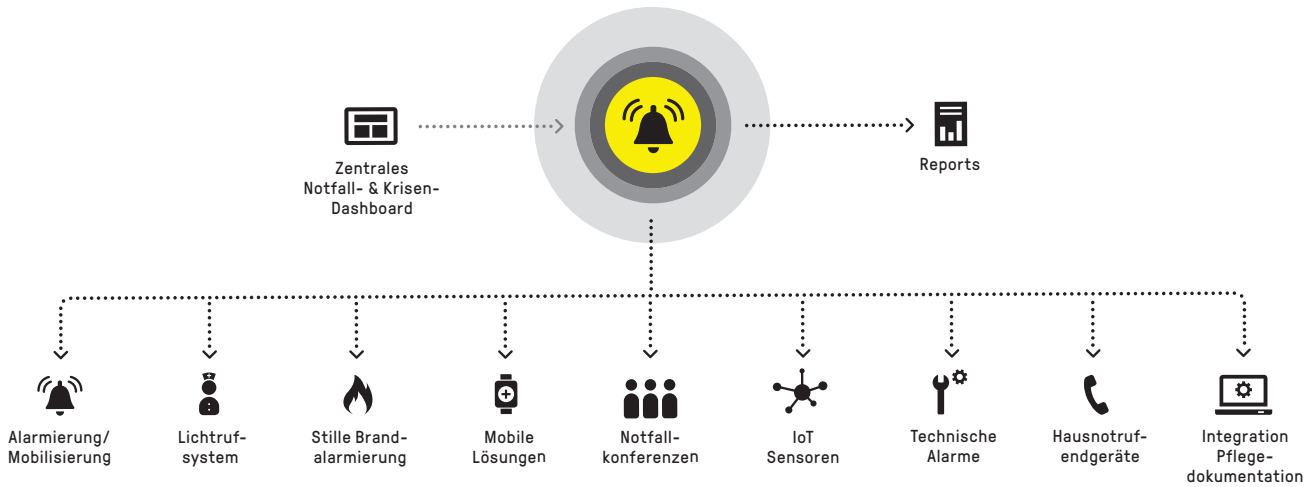 Zentrales
Notfall- & Krisen-
Dashboard
Reports
Alarmierung/
Mobilisierung
Lichtruf-
system
Stille Brand-
alarmierung
Mobile
Lösungen
Notfall-
konferenzen
IoT
Sensoren
Technische
Alarme
Hausnotruf-
endgeräte
Integration
Pflege-
dokumentation